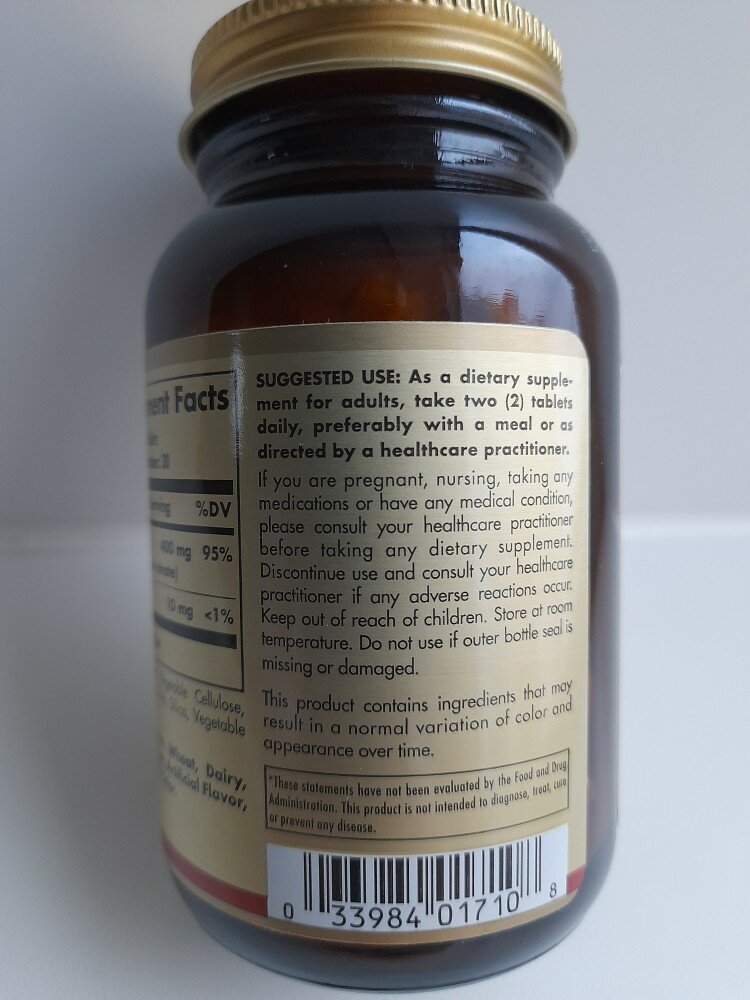 Facts
%DV
400 mg 95%
10 mg <1%
Cellulose,
Silica, Vegetable
Wheat, Dairy,
Artificial Flavor,
SUGGESTED USE: As a dietary supple-
ment for adults, take two (2) tablets
daily, preferably with a meal or as
directed by a healthcare practitioner.
If you are pregnant, nursing, taking any
medications or have any medical condition,
please consult your healthcare practitioner
before taking any dietary supplement.
Discontinue use and consult your healthcare
practitioner if any adverse reactions occur.
Keep out of reach of children. Store at room
temperature. Do not use if outer bottle seal is
missing or damaged.
This product contains ingredients that may
result in a normal variation of color and
appearance over time.
*These statements have not been evaluated by the Food and Drug
Administration. This product is not intended to diagnose, treat, cure
or prevent any disease.
0 33984 01710 8